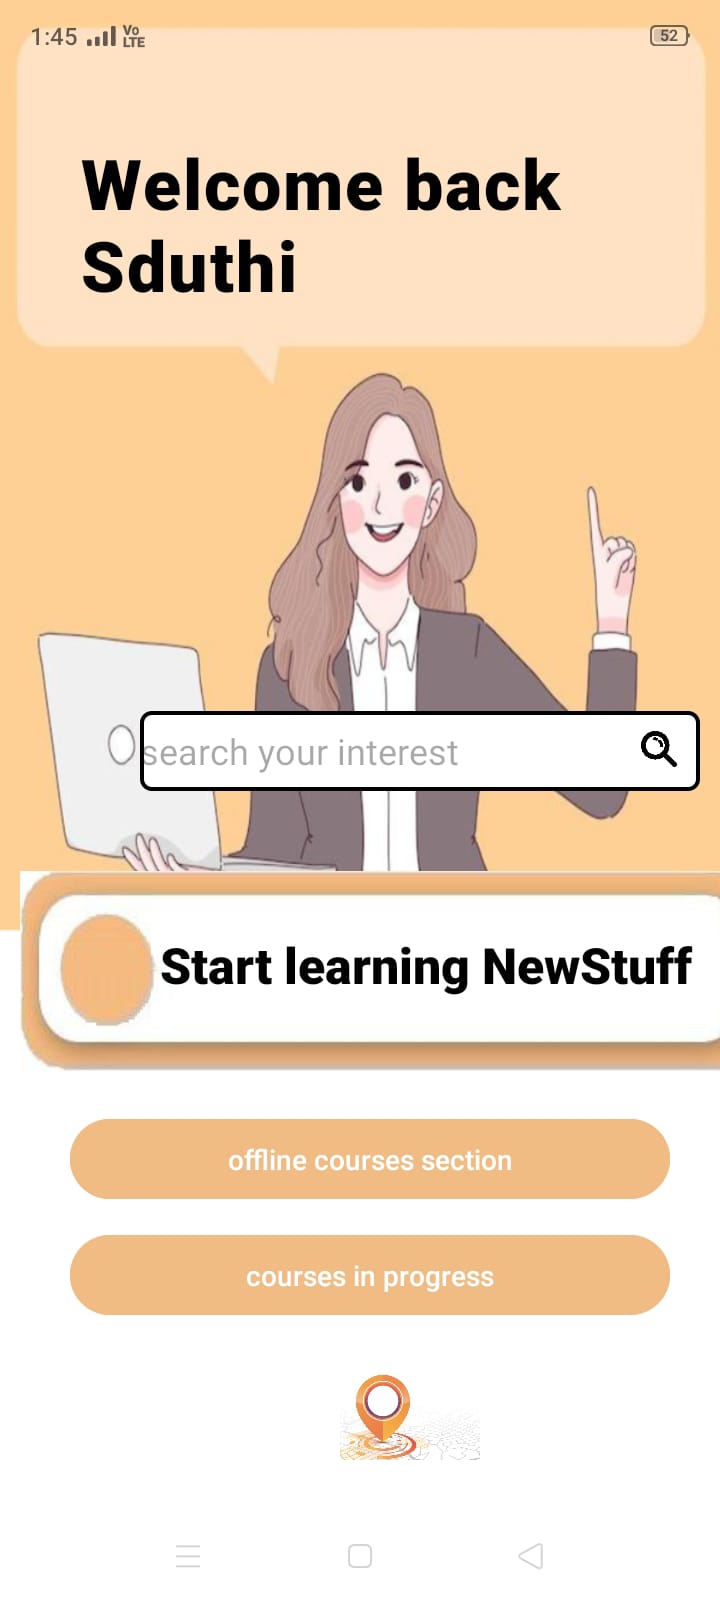 1:45 Vo LTE 52
Welcome back
Sduthi
search your interest
Start learning NewStuff
offline courses section
courses in progress